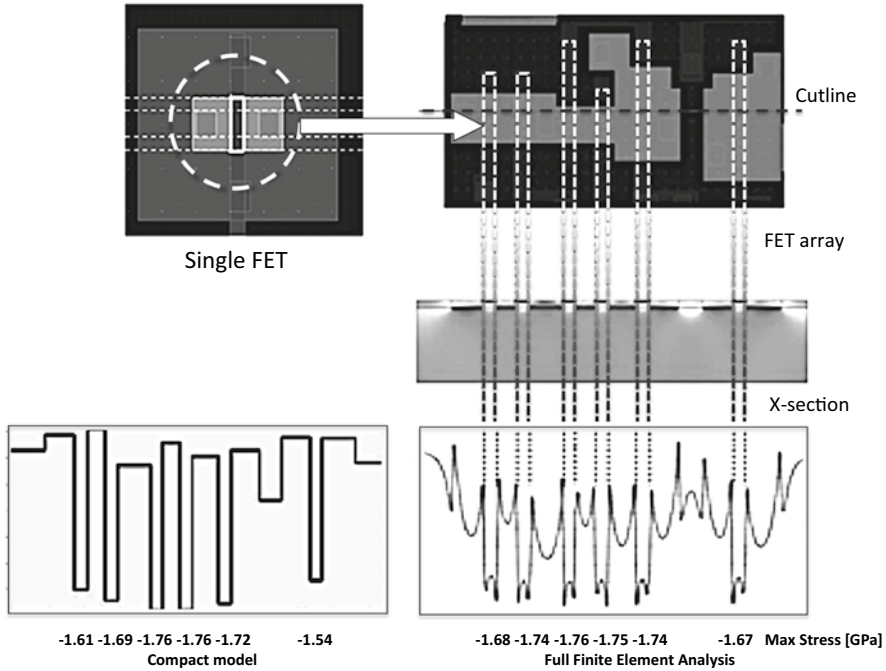 Cutline
Single FET
FET array
X-section
-1.61 -1.69 -1.76 -1.76 -1.72 -1.54
Compact model
-1.68 -1.74 -1.76 -1.75 -1.74 -1.67 Max Stress [GPa]
Full Finite Element Analysis